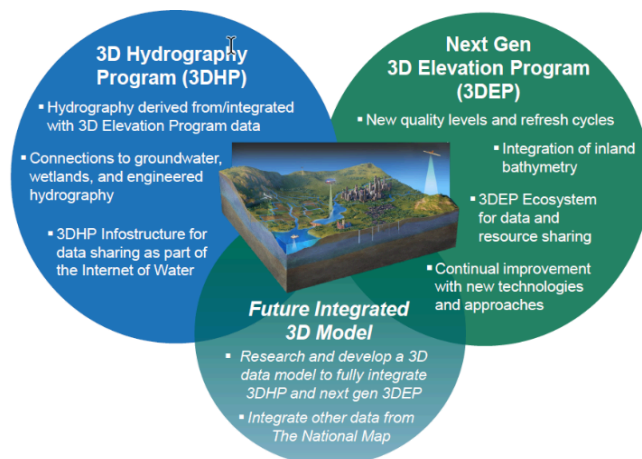 3D Hydrography
Program (3DHP)
▪ Hydrography derived from/integrated
with 3D Elevation Program data
▪ Connections to groundwater,
wetlands, and engineered
hydrography
▪ 3DHP Infostructure for
data sharing as part of
the Internet of Water
Next Gen
3D Elevation Program
(3DEP)
▪ New quality levels and refresh cycles
▪ Integration of inland
bathymetry
▪ 3DEP Ecosystem
for data and
resource sharing
▪ Continual improvement
with new technologies
and approaches
Future Integrated
3D Model
▪ Research and develop a 3D
data model to fully integrate
3DHP and next gen 3DEP
▪ Integrate other data from
The National Map